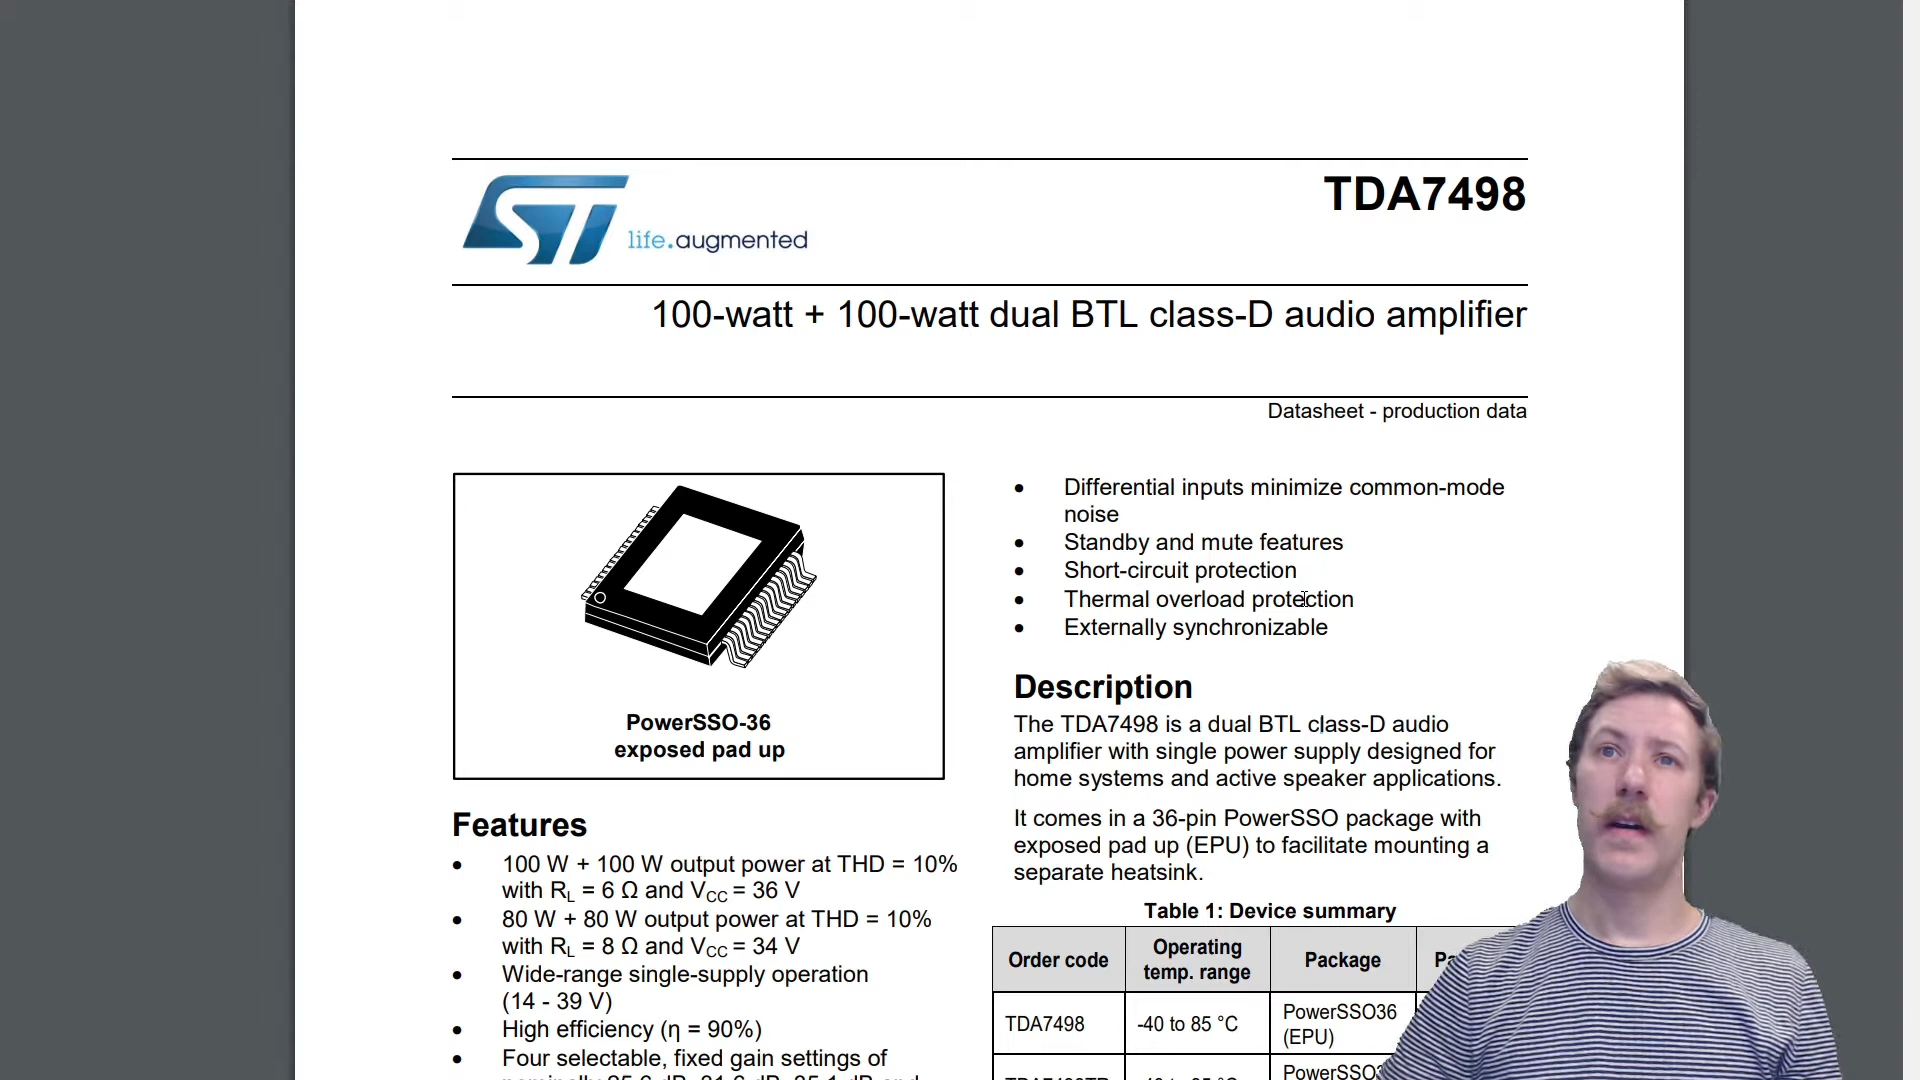 TDA7498
ST
life.augmented
100-watt + 100-watt dual BTL class-D audio amplifier
Datasheet - production data
PowerSSO-36
exposed pad up
Features
• 100 W + 100 W output power at THD = 10%
with RL = 6 Ω and VCC = 36 V
• 80 W + 80 W output power at THD = 10%
with RL = 8 Ω and VCC = 34 V
• Wide-range single-supply operation
(14 - 39 V)
• High efficiency (η = 90%)
• Four selectable, fixed gain settings of
• Differential inputs minimize common-mode
noise
• Standby and mute features
• Short-circuit protection
• Thermal overload protection
• Externally synchronizable
Description
The TDA7498 is a dual BTL class-D audio
amplifier with single power supply designed for
home systems and active speaker applications.
It comes in a 36-pin PowerSSO package with
exposed pad up (EPU) to facilitate mounting a
separate heatsink.
Table 1: Device summary
Order code
Operating
temp. range
Package
TDA7498
-40 to 85 °C
PowerSSO36
(EPU)